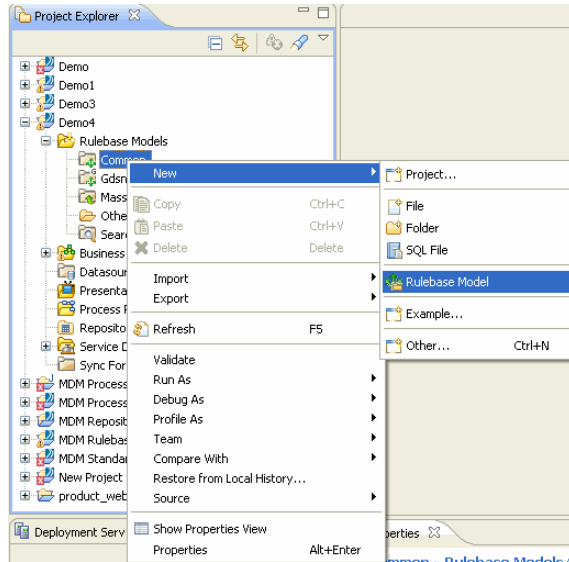 Project Explorer
Demo
Demo1
Demo3
Demo4
Rulebase Models
Common
Gdsn
Mass
Othe
Sear
Business
Datasour
Presenta
Process F
Reposito
Service D
Sync For
MDM Process
MDM Process
MDM Reposit
MDM Rulebas
MDM Standar
New Project
product_web
New
Copy Ctrl+C
Paste Ctrl+V
Delete Delete
Import
Export
Refresh F5
Validate
Run As
Debug As
Profile As
Team
Compare With
Restore from Local History...
Source
Show Properties View
Properties Alt+Enter
Project...
File
Folder
SQL File
Rulebase Model
Example...
Other... Ctrl+N
Deployment Serv
perties
mmon - Rulebase Models/